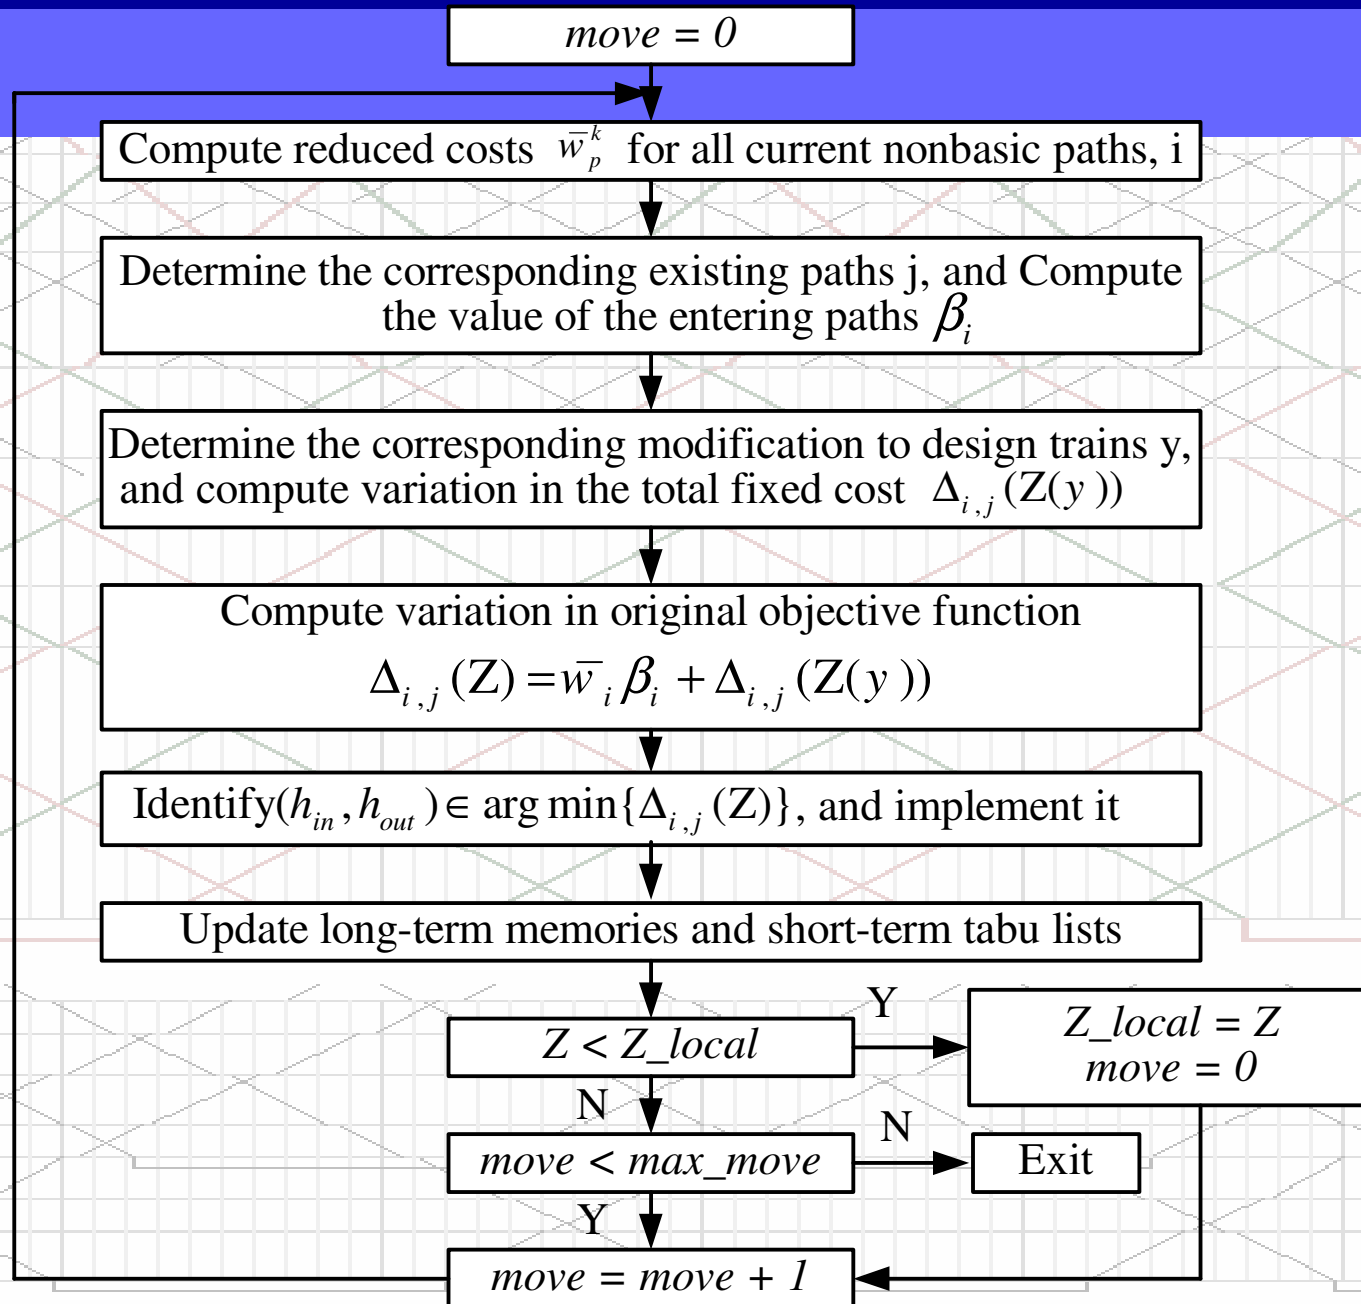 move = 0
Compute reduced costs w̄_p^k for all current nonbasic paths, i
Determine the corresponding existing paths j, and Compute
the value of the entering paths β_i
Determine the corresponding modification to design trains y,
and compute variation in the total fixed cost Δ_{i,j}(Z(y))
Compute variation in original objective function
Δ_{i,j}(Z) = w̄_i β_i + Δ_{i,j}(Z(y))
Identify(h_in, h_out) ∈ arg min{Δ_{i,j}(Z)}, and implement it
Update long-term memories and short-term tabu lists
Z < Z_local
Y
Z_local = Z
move = 0
N
move < max_move
N
Exit
Y
move = move + 1